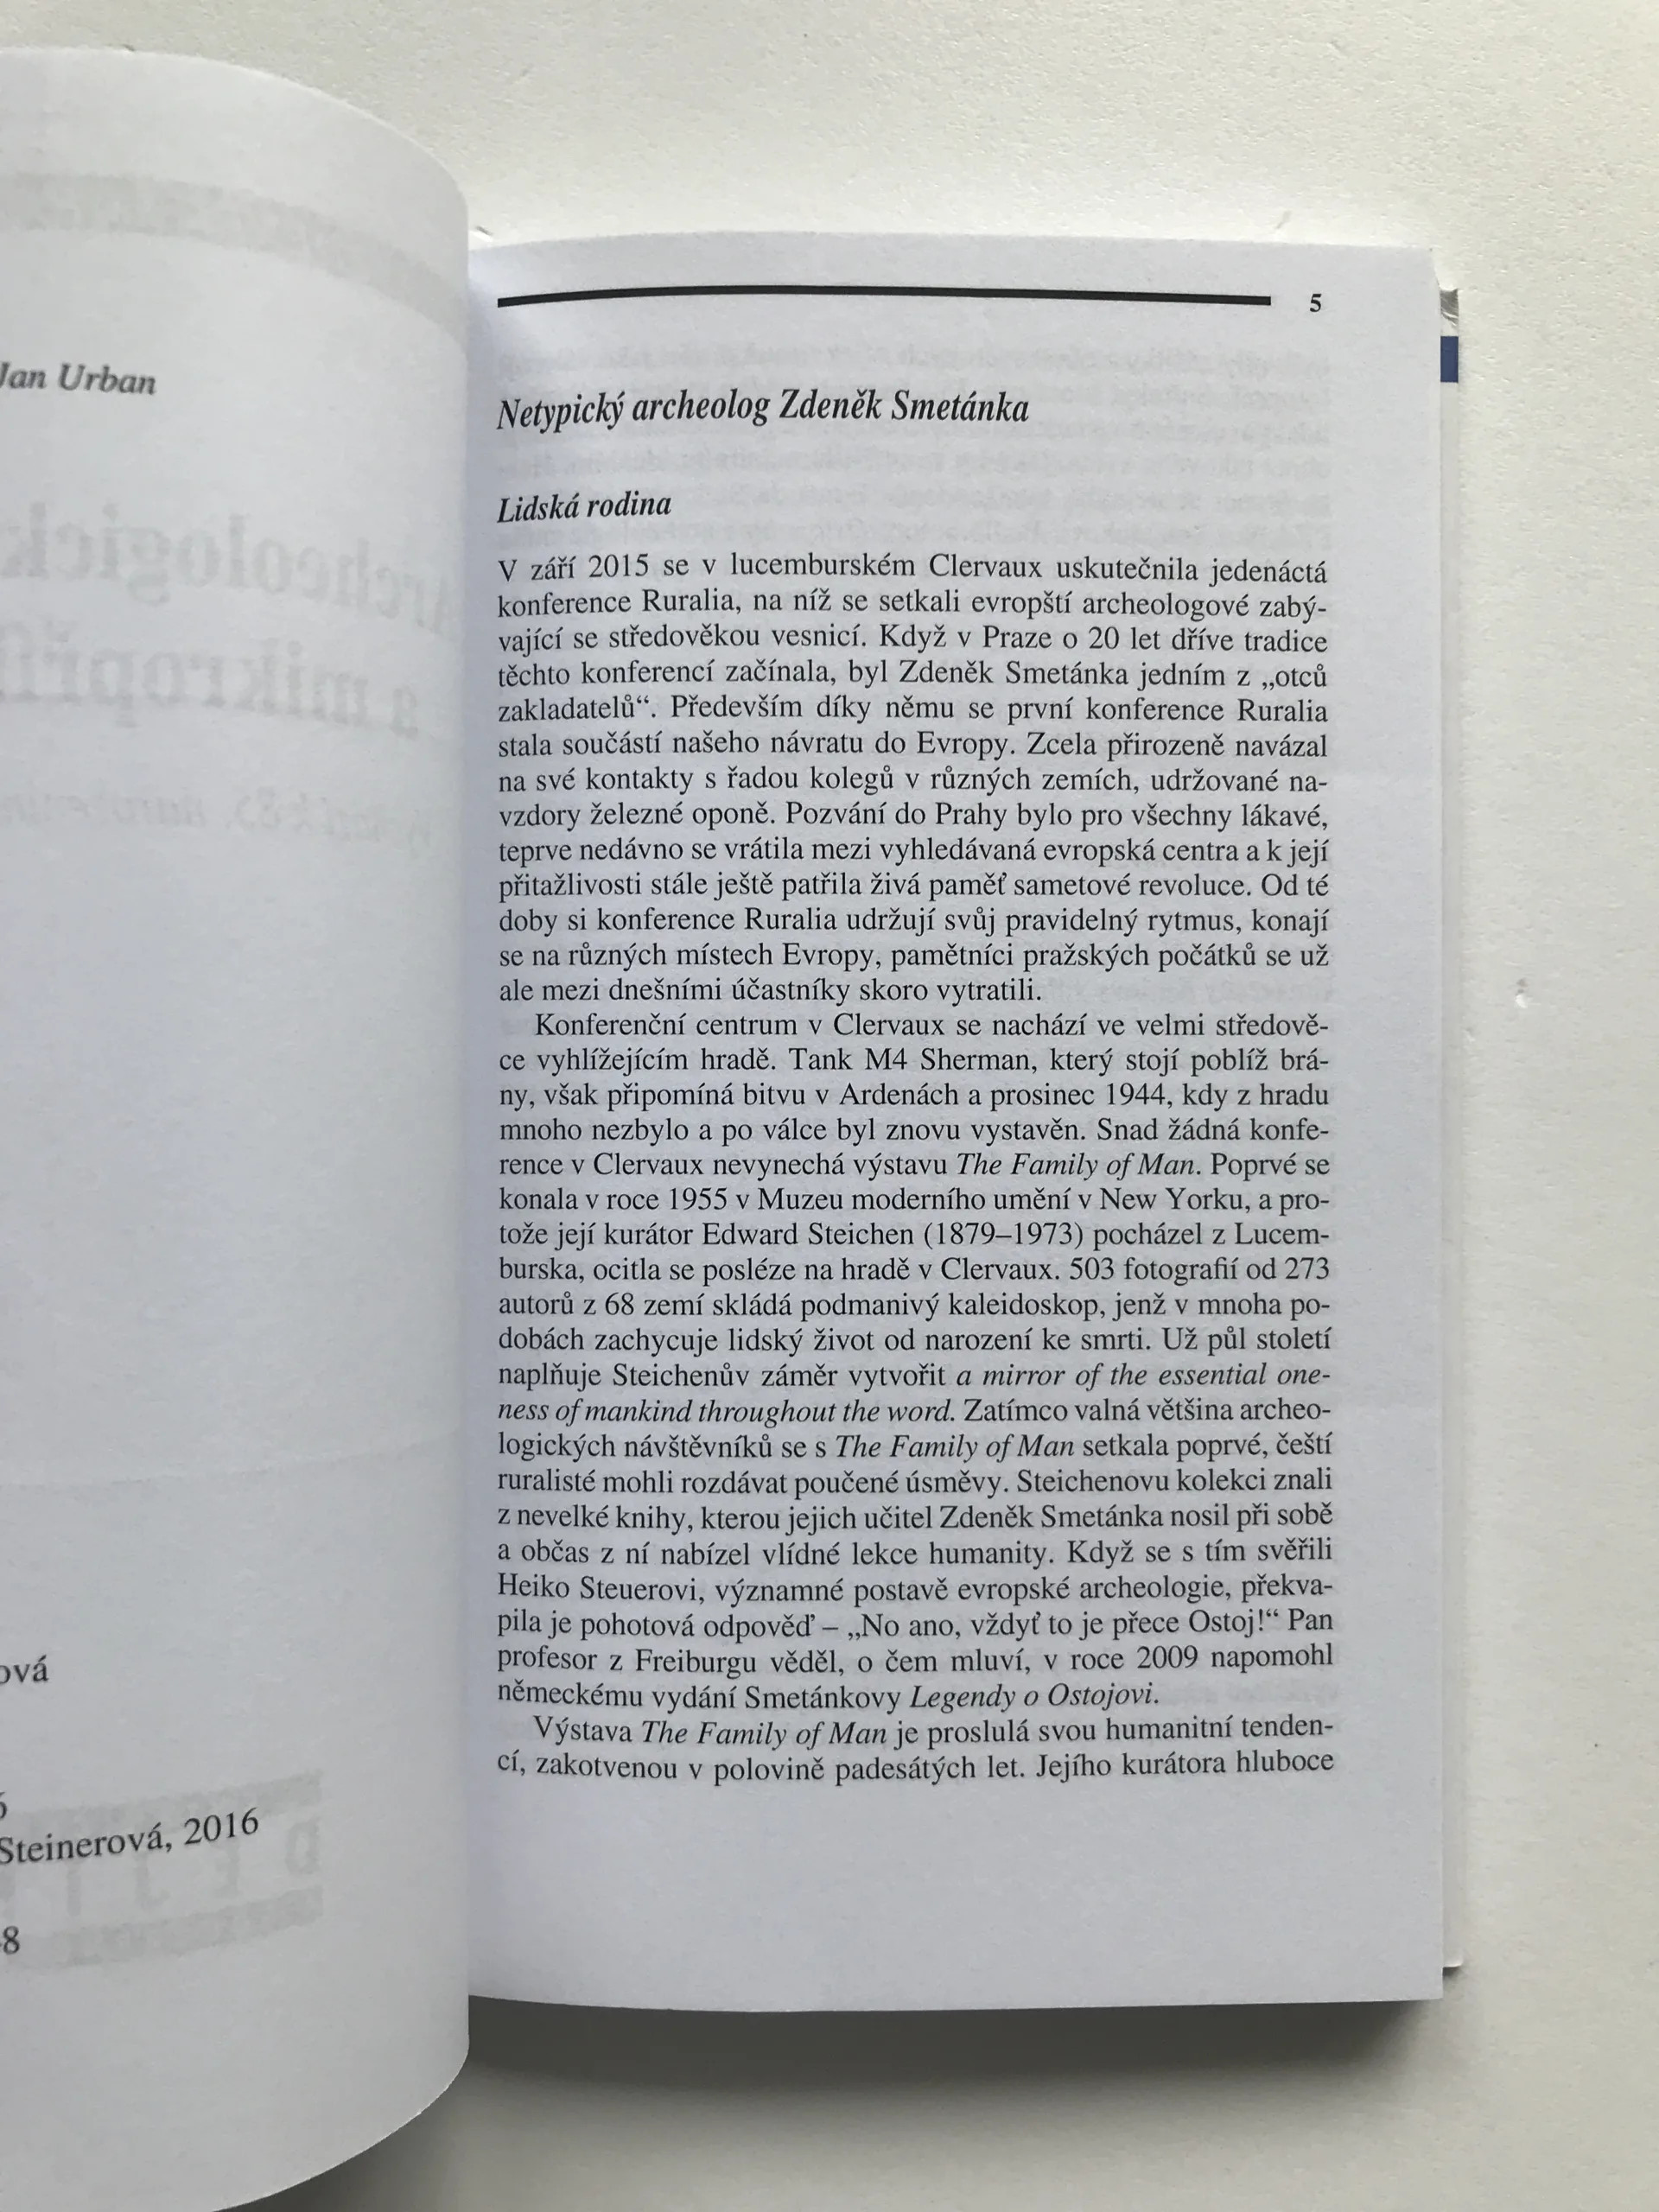 Jan Urban
ová
Steinerová, 2016
8
5
Netypický archeolog Zdeněk Smetánka
Lidská rodina
V září 2015 se v lucemburském Clervaux uskutečnila jedenáctá
konference Ruralia, na níž se setkali evropští archeologové zabý-
vající se středověkou vesnicí. Když v Praze o 20 let dříve tradice
těchto konferencí začínala, byl Zdeněk Smetánka jedním z „otců
zakladatelů“. Především díky němu se první konference Ruralia
stala součástí našeho návratu do Evropy. Zcela přirozeně navázal
na své kontakty s řadou kolegů v různých zemích, udržované na-
vzdory železné oponě. Pozvání do Prahy bylo pro všechny lákavé,
teprve nedávno se vrátila mezi vyhledávaná evropská centra a k její
přitažlivosti stále ještě patřila živá paměť sametové revoluce. Od té
doby si konference Ruralia udržují svůj pravidelný rytmus, konají
se na různých místech Evropy, pamětníci pražských počátků se už
ale mezi dnešními účastníky skoro vytratili.
Konferenční centrum v Clervaux se nachází ve velmi středově-
ce vyhlížejícím hradě. Tank M4 Sherman, který stojí poblíž brá-
ny, však připomíná bitvu v Ardenách a prosinec 1944, kdy z hradu
mnoho nezbylo a po válce byl znovu vystavěn. Snad žádná konfe-
rence v Clervaux nevynechá výstavu The Family of Man. Poprvé se
konala v roce 1955 v Muzeu moderního umění v New Yorku, a pro-
tože její kurátor Edward Steichen (1879–1973) pocházel z Lucem-
burska, ocitla se posléze na hradě v Clervaux. 503 fotografií od 273
autorů z 68 zemí skládá podmanivý kaleidoskop, jenž v mnoha po-
dobách zachycuje lidský život od narození ke smrti. Už půl století
naplňuje Steichenův záměr vytvořit a mirror of the essential one-
ness of mankind throughout the word. Zatímco valná většina archeo-
logických návštěvníků se s The Family of Man setkala poprvé, čeští
ruralisté mohli rozdávat poučené úsměvy. Steichenovu kolekci znali
z nevelké knihy, kterou jejich učitel Zdeněk Smetánka nosil při sobě
a občas z ní nabízel vlídné lekce humanity. Když se s tím svěřili
Heiko Steuerovi, významné postavě evropské archeologie, překva-
pila je pohotová odpověď – „No ano, vždyť to je přece Ostoj!“ Pan
profesor z Freiburgu věděl, o čem mluví, v roce 2009 napomohl
německému vydání Smetánkovy Legendy o Ostojovi.
Výstava The Family of Man je proslulá svou humanitní tenden-
cí, zakotvenou v polovině padesátých let. Jejího kurátora hluboce